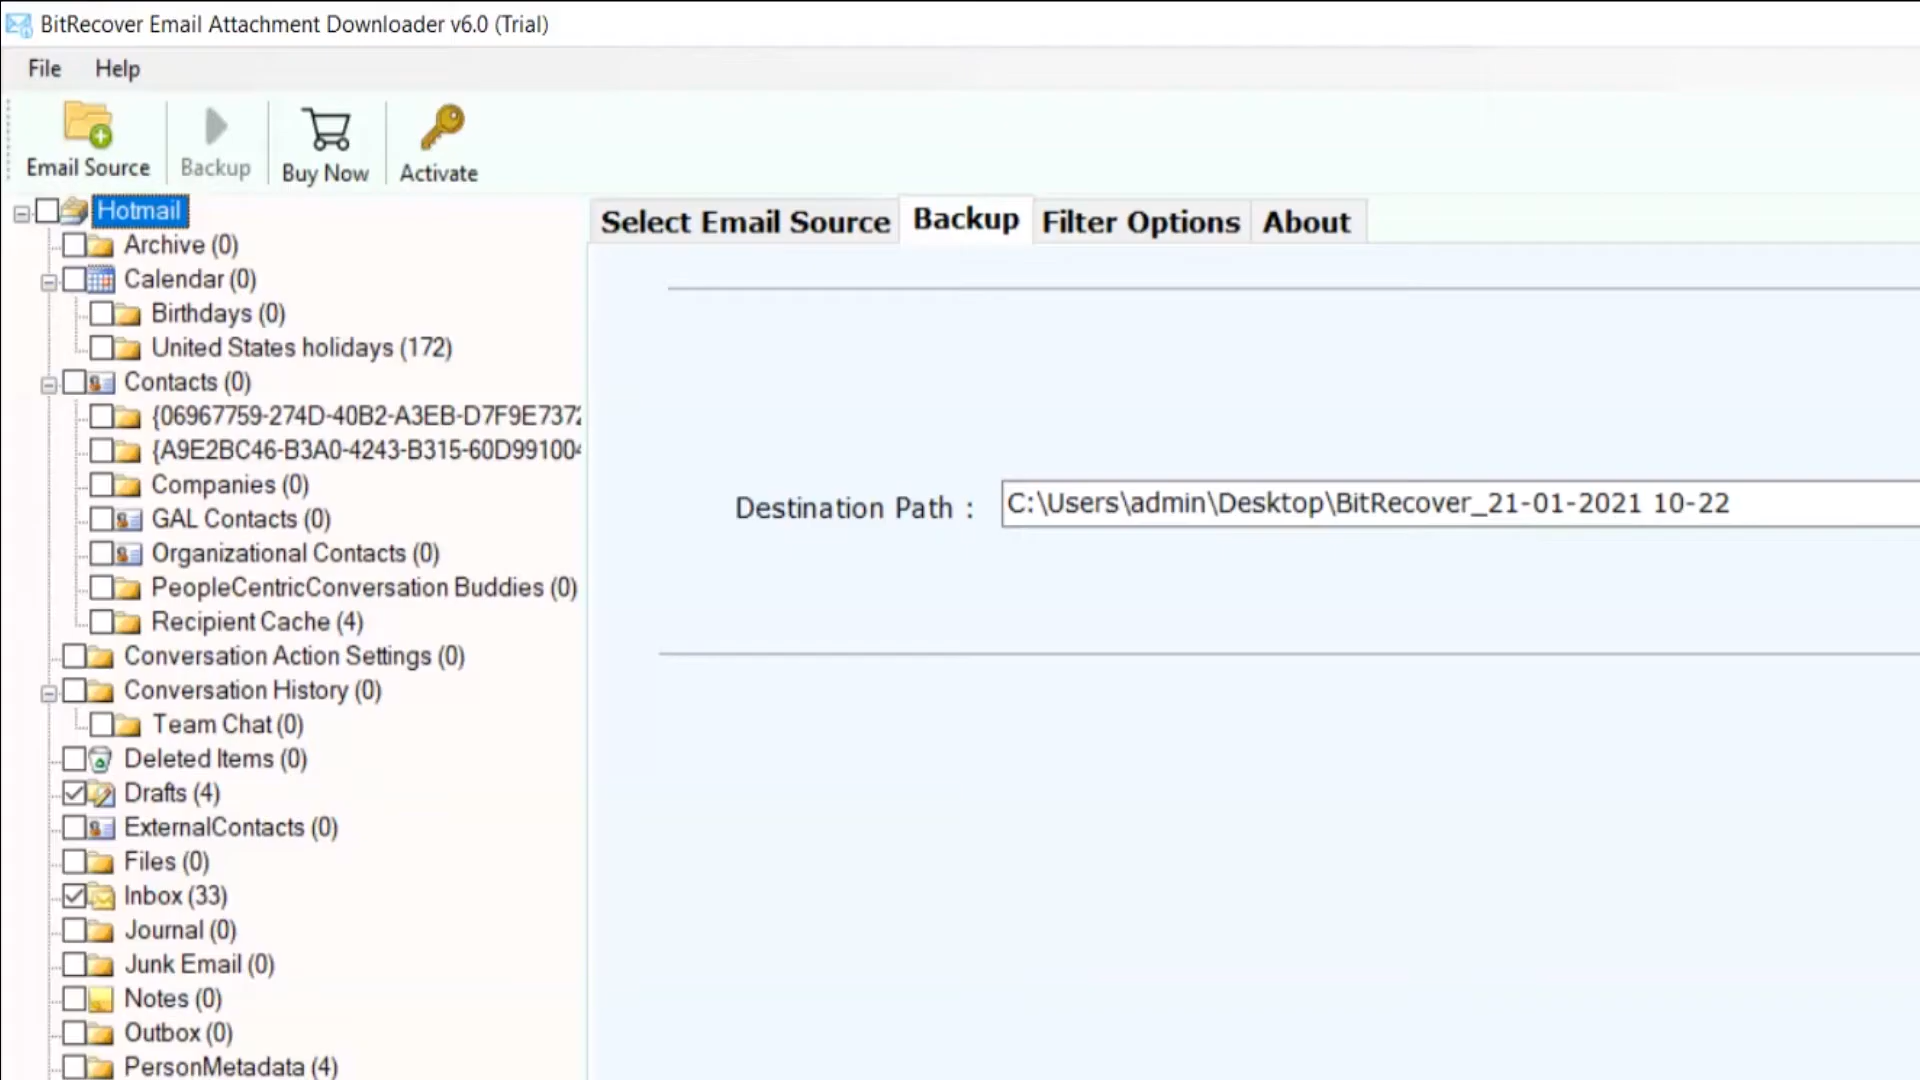 BitRecover Email Attachment Downloader v6.0 (Trial)
File Help
Email Source Backup Buy Now Activate
Hotmail
Archive (0)
Calendar (0)
Birthdays (0)
United States holidays (172)
Contacts (0)
{06967759-274D-40B2-A3EB-D7F9E7372
{A9E2BC46-B3A0-4243-B315-60D991004
Companies (0)
GAL Contacts (0)
Organizational Contacts (0)
PeopleCentricConversation Buddies (0)
Recipient Cache (4)
Conversation Action Settings (0)
Conversation History (0)
Team Chat (0)
Deleted Items (0)
Drafts (4)
ExternalContacts (0)
Files (0)
Inbox (33)
Journal (0)
Junk Email (0)
Notes (0)
Outbox (0)
PersonMetadata (4)
Select Email Source Backup Filter Options About
Destination Path : C:\Users\admin\Desktop\BitRecover_21-01-2021 10-22